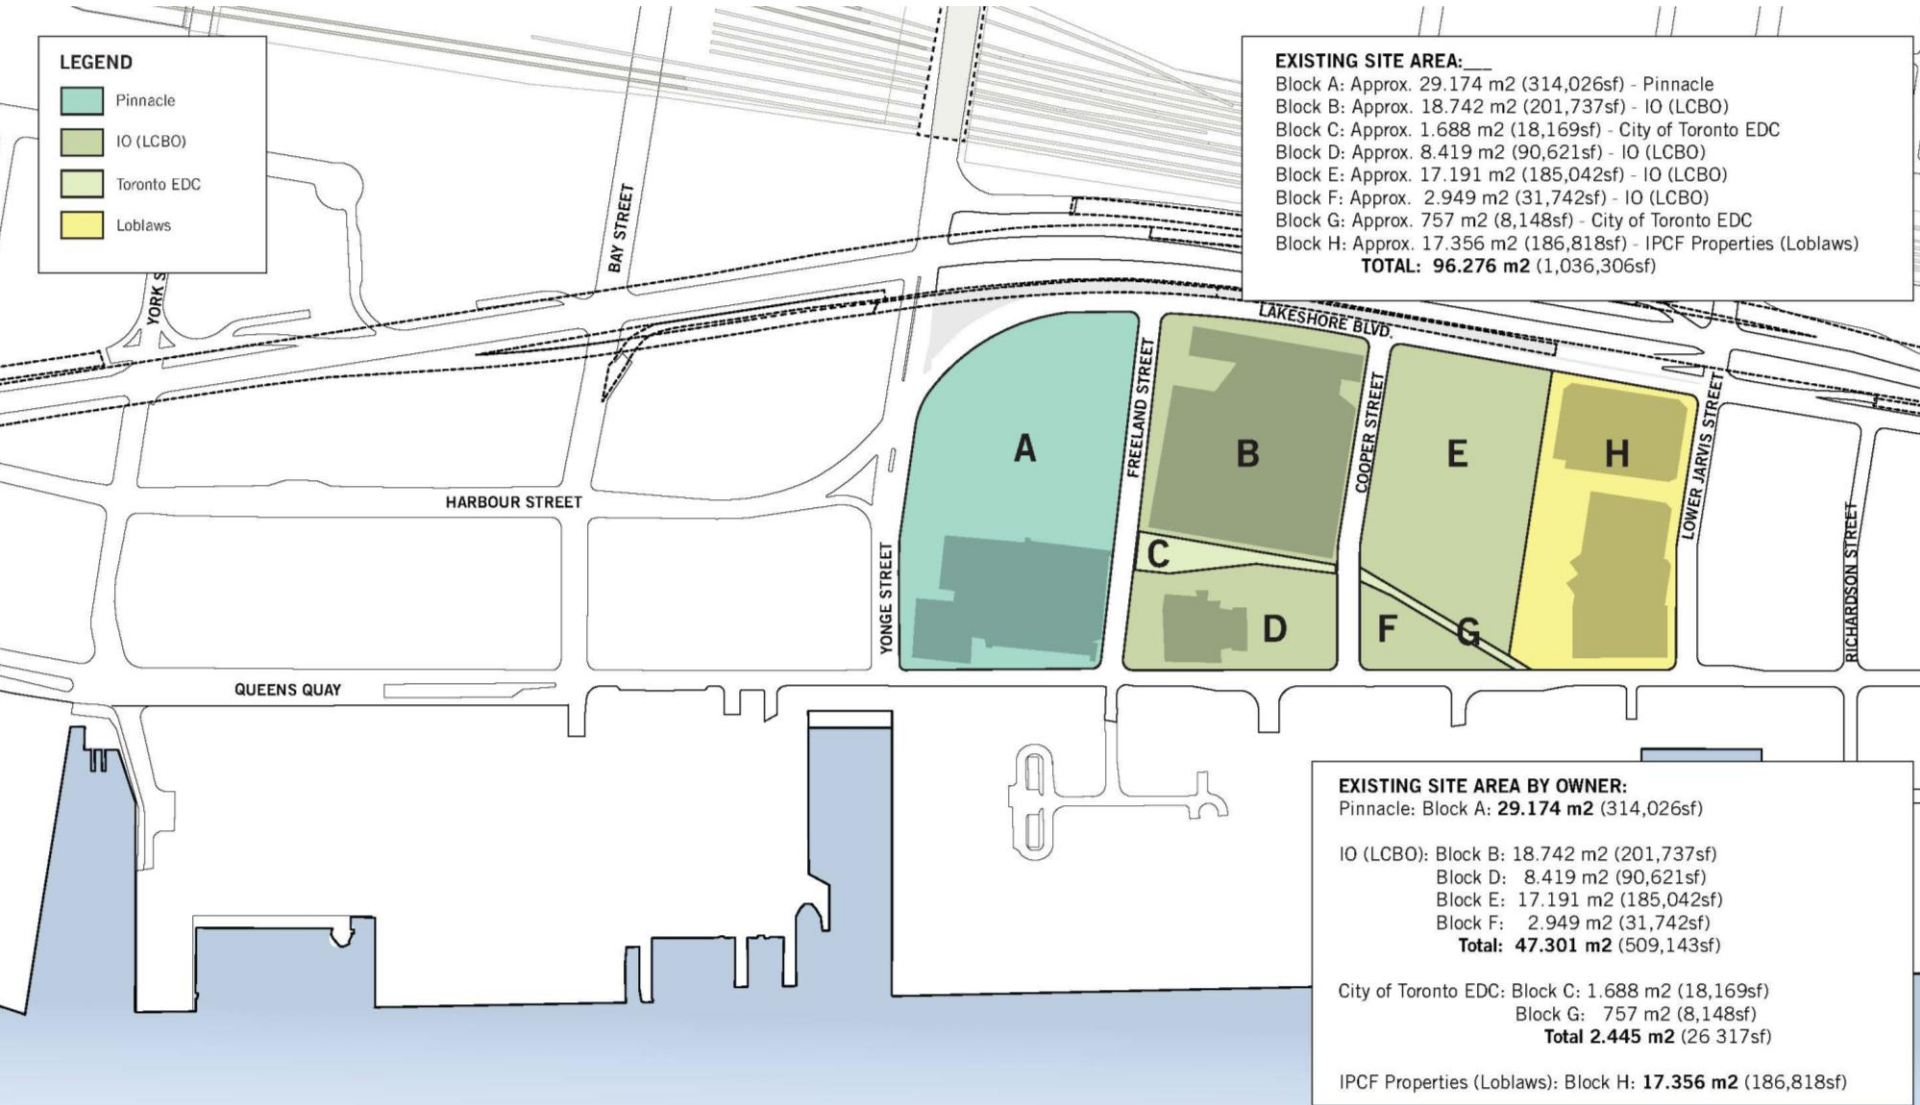 LEGEND
Pinnacle
IO (LCBO)
Toronto EDC
Loblaws
EXISTING SITE AREA:___
Block A: Approx. 29.174 m2 (314,026sf) - Pinnacle
Block B: Approx. 18.742 m2 (201,737sf) - IO (LCBO)
Block C: Approx. 1.688 m2 (18,169sf) - City of Toronto EDC
Block D: Approx. 8.419 m2 (90,621sf) - IO (LCBO)
Block E: Approx. 17.191 m2 (185,042sf) - IO (LCBO)
Block F: Approx. 2.949 m2 (31,742sf) - IO (LCBO)
Block G: Approx. 757 m2 (8,148sf) - City of Toronto EDC
Block H: Approx. 17.356 m2 (186,818sf) - IPCF Properties (Loblaws)
TOTAL: 96.276 m2 (1,036,306sf)
BAY STREET
YORK S
LAKESHORE BLVD.
FREELAND STREET
COOPER STREET
LOWER JARVIS STREET
A
B
E
H
HARBOUR STREET
RICHARDSON STREET
YONGE STREET
C
D
F
G
QUEENS QUAY
EXISTING SITE AREA BY OWNER:
Pinnacle: Block A: 29.174 m2 (314,026sf)
IO (LCBO): Block B: 18.742 m2 (201,737sf)
Block D: 8.419 m2 (90,621sf)
Block E: 17.191 m2 (185,042sf)
Block F: 2.949 m2 (31,742sf)
Total: 47.301 m2 (509,143sf)
City of Toronto EDC: Block C: 1.688 m2 (18,169sf)
Block G: 757 m2 (8,148sf)
Total 2.445 m2 (26 317sf)
IPCF Properties (Loblaws): Block H: 17.356 m2 (186,818sf)